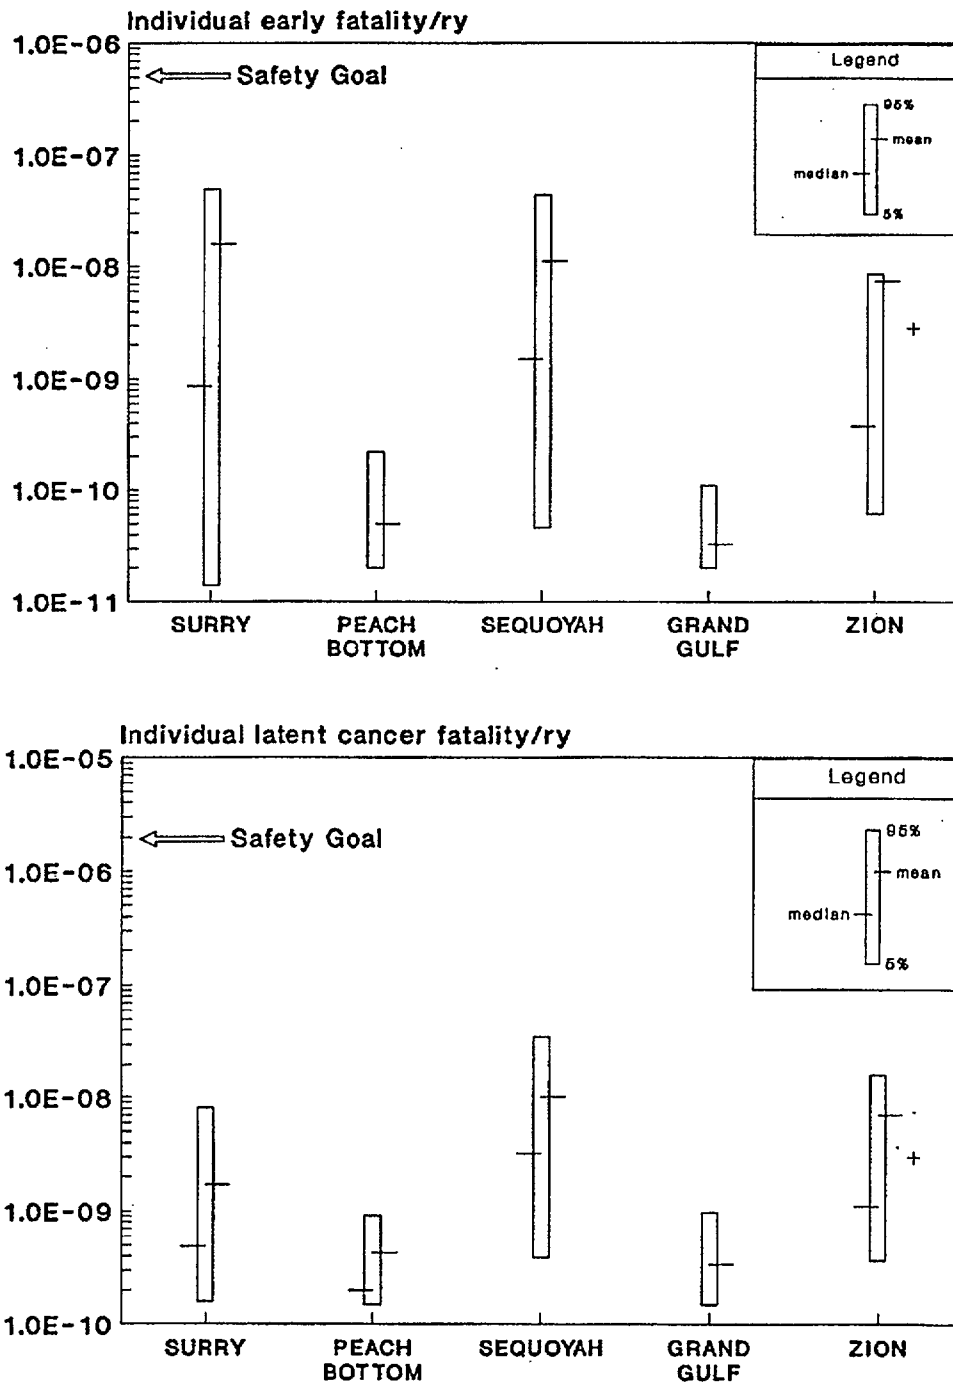 Individual early fatality/ry
1.0E-06
Safety Goal
1.0E-07
1.0E-08
1.0E-09
1.0E-10
1.0E-11
Legend
95%
mean
median
5%
SURRY
PEACH
BOTTOM
SEQUOYAH
GRAND
GULF
ZION
+
Individual latent cancer fatality/ry
1.0E-05
Safety Goal
1.0E-06
1.0E-07
1.0E-08
1.0E-09
1.0E-10
Legend
95%
mean
median
5%
SURRY
PEACH
BOTTOM
SEQUOYAH
GRAND
GULF
ZION
+